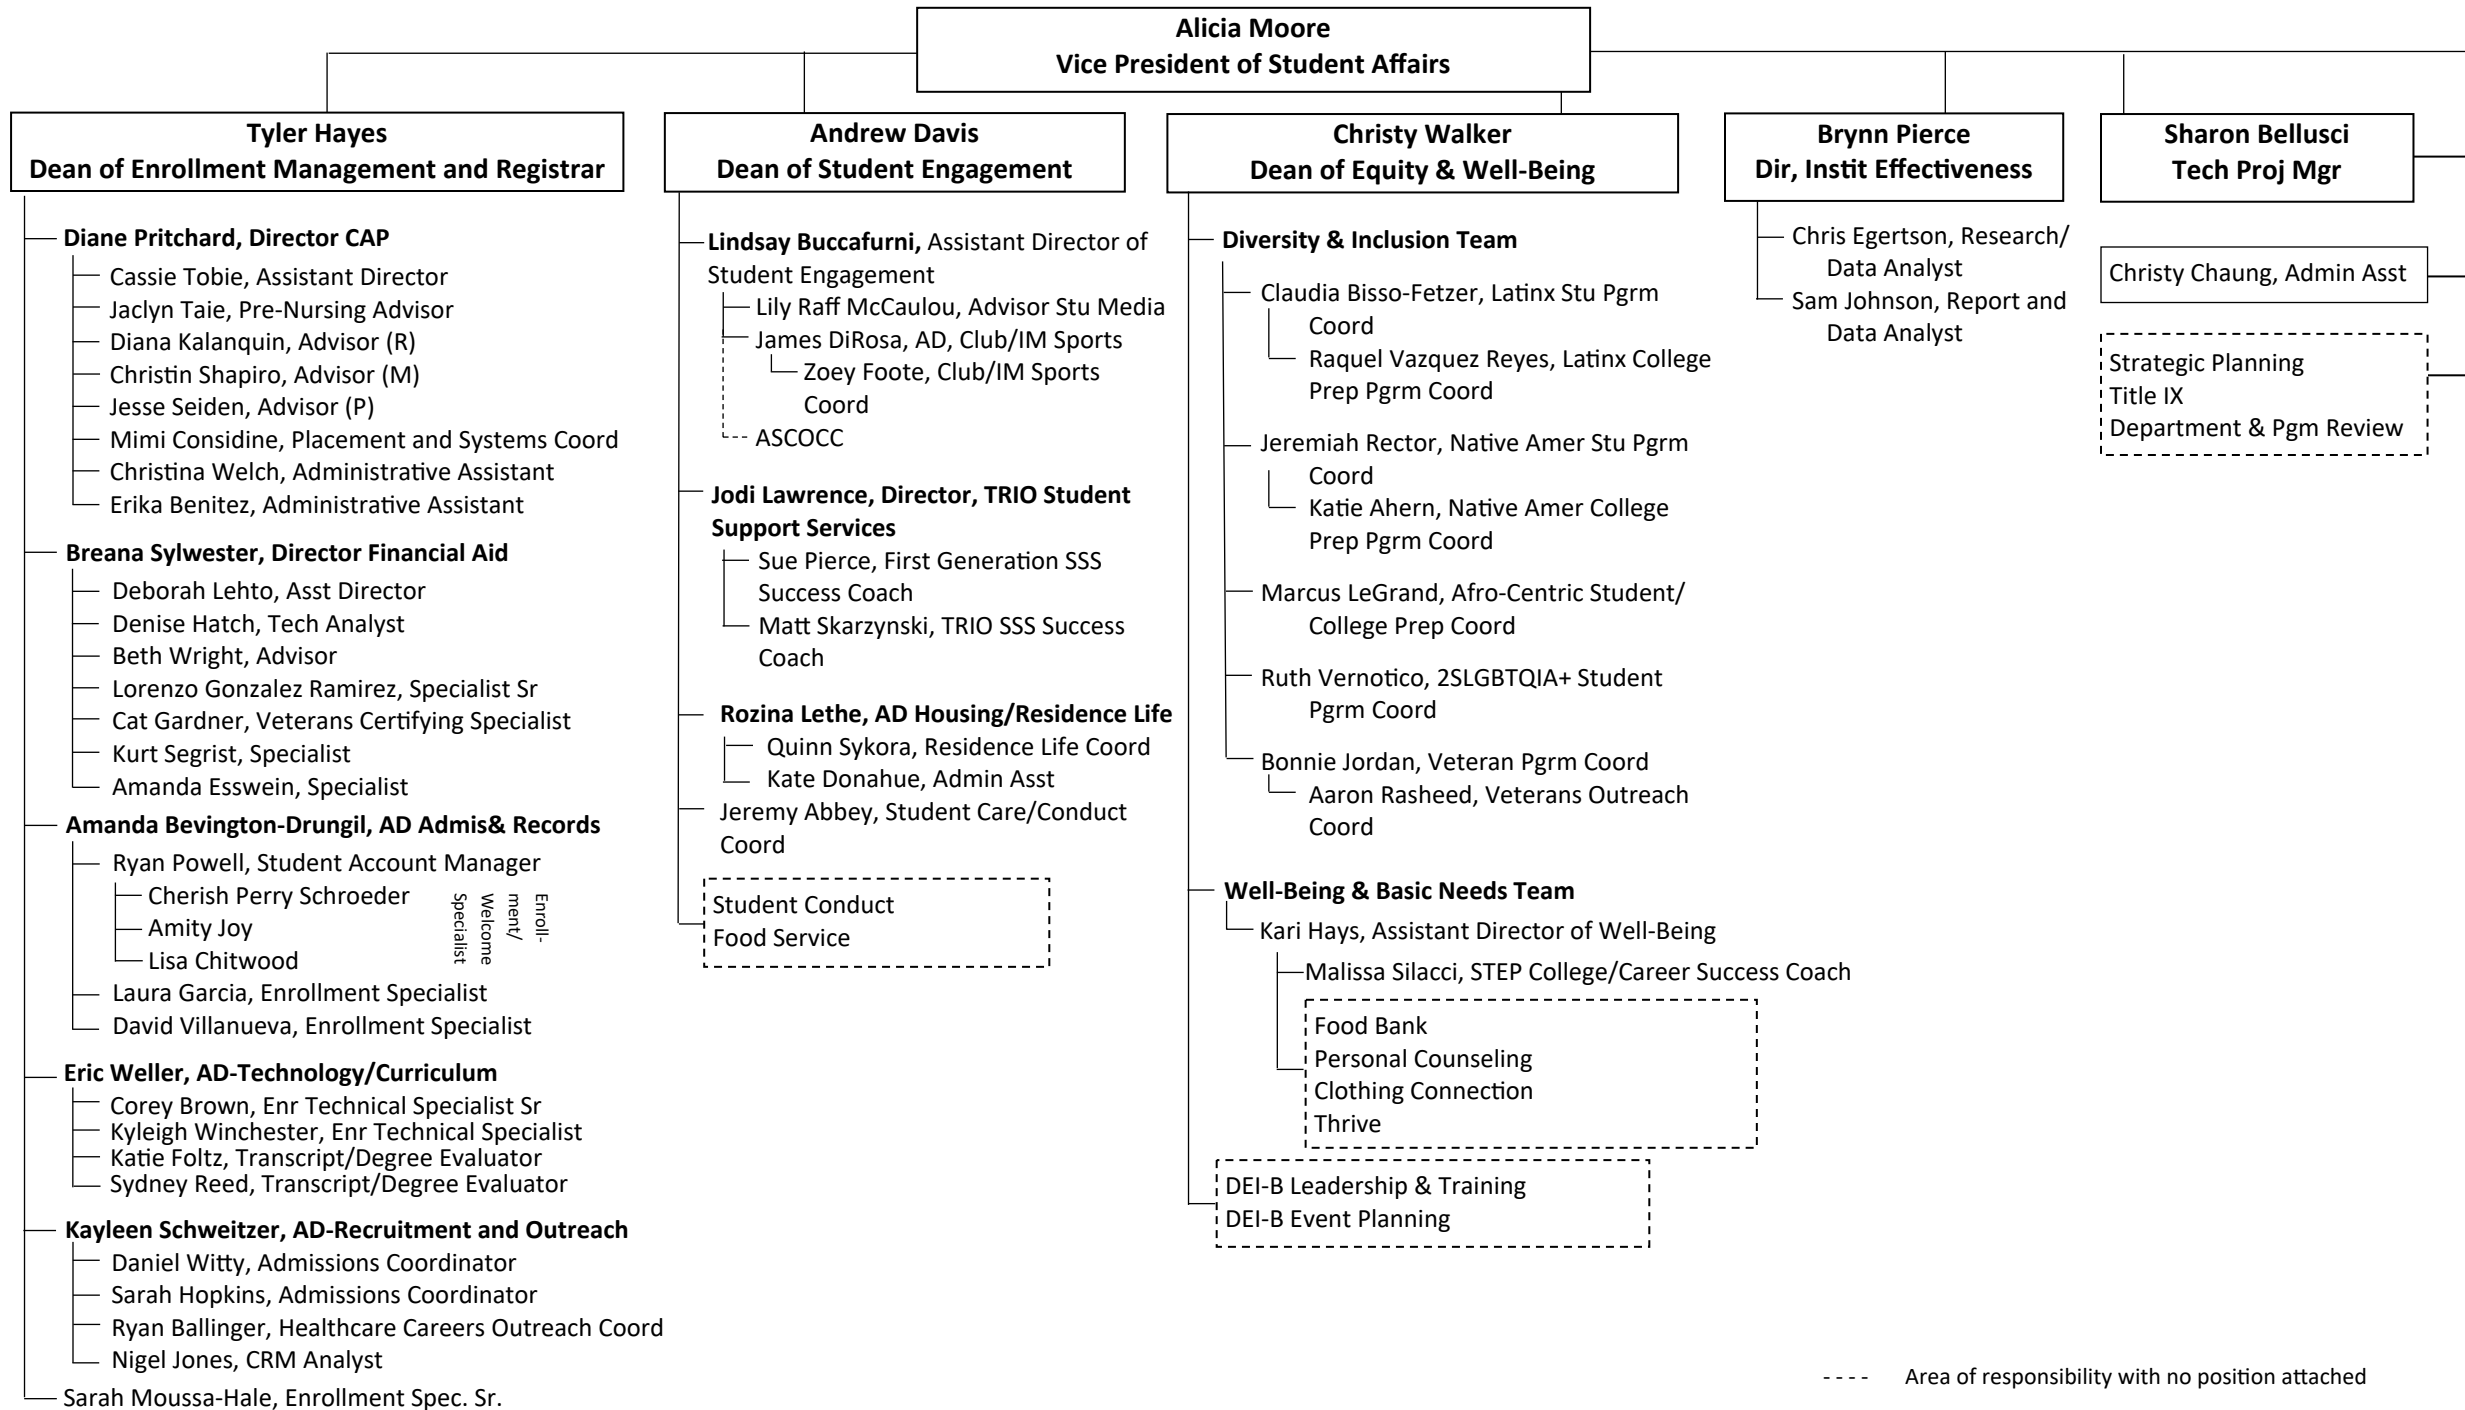 Alicia Moore
Vice President of Student Affairs
Tyler Hayes
Dean of Enrollment Management and Registrar
Diane Pritchard, Director CAP
Cassie Tobie, Assistant Director
Jaclyn Taie, Pre-Nursing Advisor
Diana Kalanquin, Advisor (R)
Christin Shapiro, Advisor (M)
Jesse Seiden, Advisor (P)
Mimi Considine, Placement and Systems Coord
Christina Welch, Administrative Assistant
Erika Benitez, Administrative Assistant
Breana Sylwester, Director Financial Aid
Deborah Lehto, Asst Director
Denise Hatch, Tech Analyst
Beth Wright, Advisor
Lorenzo Gonzalez Ramirez, Specialist Sr
Cat Gardner, Veterans Certifying Specialist
Kurt Segrist, Specialist
Amanda Esswein, Specialist
Amanda Bevington-Drungil, AD Admis& Records
Ryan Powell, Student Account Manager
Cherish Perry Schroeder
Amity Joy
Lisa Chitwood
Enroll-
ment/
Welcome
Specialist
Laura Garcia, Enrollment Specialist
David Villanueva, Enrollment Specialist
Eric Weller, AD-Technology/Curriculum
Corey Brown, Enr Technical Specialist Sr
Kyleigh Winchester, Enr Technical Specialist
Katie Foltz, Transcript/Degree Evaluator
Sydney Reed, Transcript/Degree Evaluator
Kayleen Schweitzer, AD-Recruitment and Outreach
Daniel Witty, Admissions Coordinator
Sarah Hopkins, Admissions Coordinator
Ryan Ballinger, Healthcare Careers Outreach Coord
Nigel Jones, CRM Analyst
Sarah Moussa-Hale, Enrollment Spec. Sr.
Andrew Davis
Dean of Student Engagement
Lindsay Buccafurni, Assistant Director of
Student Engagement
Lily Raff McCaulou, Advisor Stu Media
James DiRosa, AD, Club/IM Sports
Zoey Foote, Club/IM Sports
Coord
ASCOCC
Jodi Lawrence, Director, TRIO Student
Support Services
Sue Pierce, First Generation SSS
Success Coach
Matt Skarzynski, TRIO SSS Success
Coach
Rozina Lethe, AD Housing/Residence Life
Quinn Sykora, Residence Life Coord
Kate Donahue, Admin Asst
Jeremy Abbey, Student Care/Conduct
Coord
Student Conduct
Food Service
Christy Walker
Dean of Equity & Well-Being
Diversity & Inclusion Team
Claudia Bisso-Fetzer, Latinx Stu Pgrm
Coord
Raquel Vazquez Reyes, Latinx College
Prep Pgrm Coord
Jeremiah Rector, Native Amer Stu Pgrm
Coord
Katie Ahern, Native Amer College
Prep Pgrm Coord
Marcus LeGrand, Afro-Centric Student/
College Prep Coord
Ruth Vernotico, 2SLGBTQIA+ Student
Pgrm Coord
Bonnie Jordan, Veteran Pgrm Coord
Aaron Rasheed, Veterans Outreach
Coord
Well-Being & Basic Needs Team
Kari Hays, Assistant Director of Well-Being
Malissa Silacci, STEP College/Career Success Coach
Food Bank
Personal Counseling
Clothing Connection
Thrive
DEI-B Leadership & Training
DEI-B Event Planning
Brynn Pierce
Dir, Instit Effectiveness
Chris Egertson, Research/
Data Analyst
Sam Johnson, Report and
Data Analyst
Sharon Bellusci
Tech Proj Mgr
Christy Chaung, Admin Asst
Strategic Planning
Title IX
Department & Pgm Review
---- Area of responsibility with no position attached